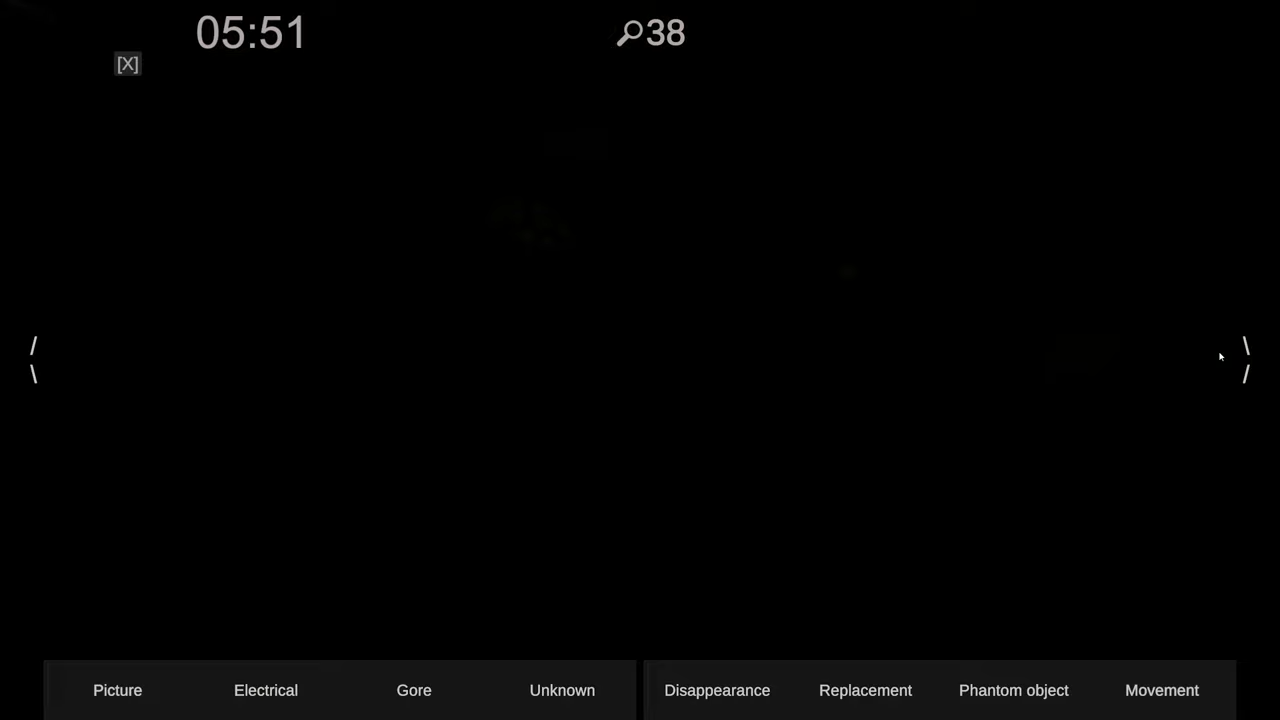 05:51
38
[X]
/ \
\ /
Picture Electrical Gore Unknown Disappearance Replacement Phantom object Movement